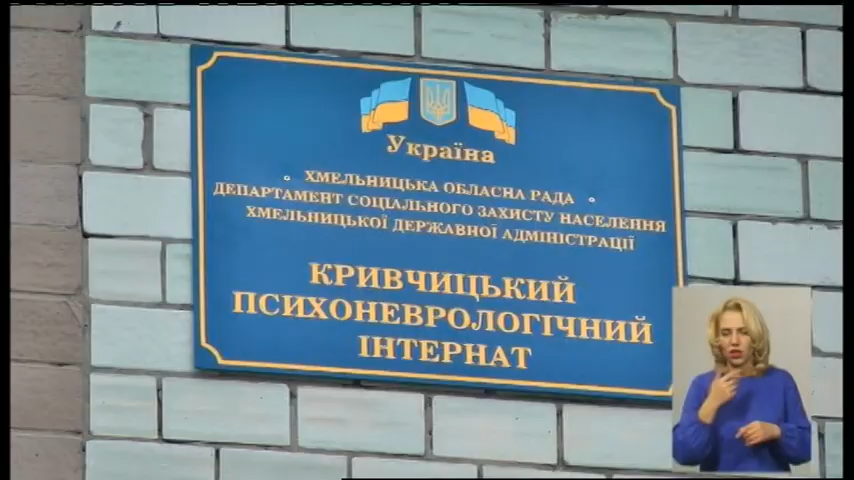 Україна
ХМЕЛЬНИЦЬКА ОБЛАСНА РАДА
ДЕПАРТАМЕНТ СОЦІАЛЬНОГО ЗАХИСТУ НАСЕЛЕННЯ
ХМЕЛЬНИЦЬКОЇ ДЕРЖАВНОЇ АДМІНІСТРАЦІЇ
КРИВЧИЦЬКИЙ
ПСИХОНЕВРОЛОГІЧНИЙ
ІНТЕРНАТ